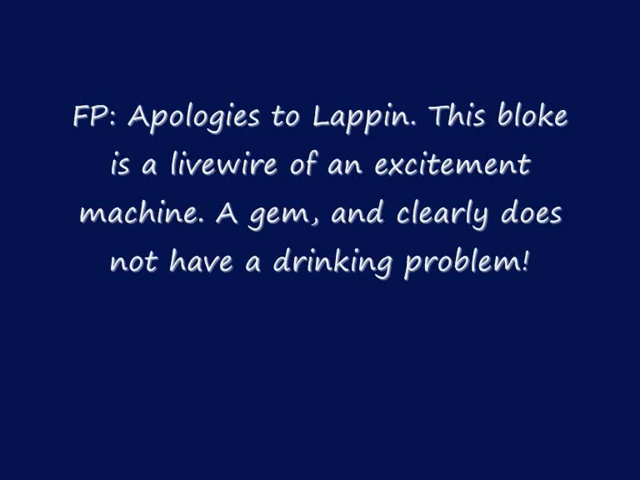 FP: Apologies to Lappin. This bloke
is a livewire of an excitement
machine. A gem, and clearly does
not have a drinking problem!